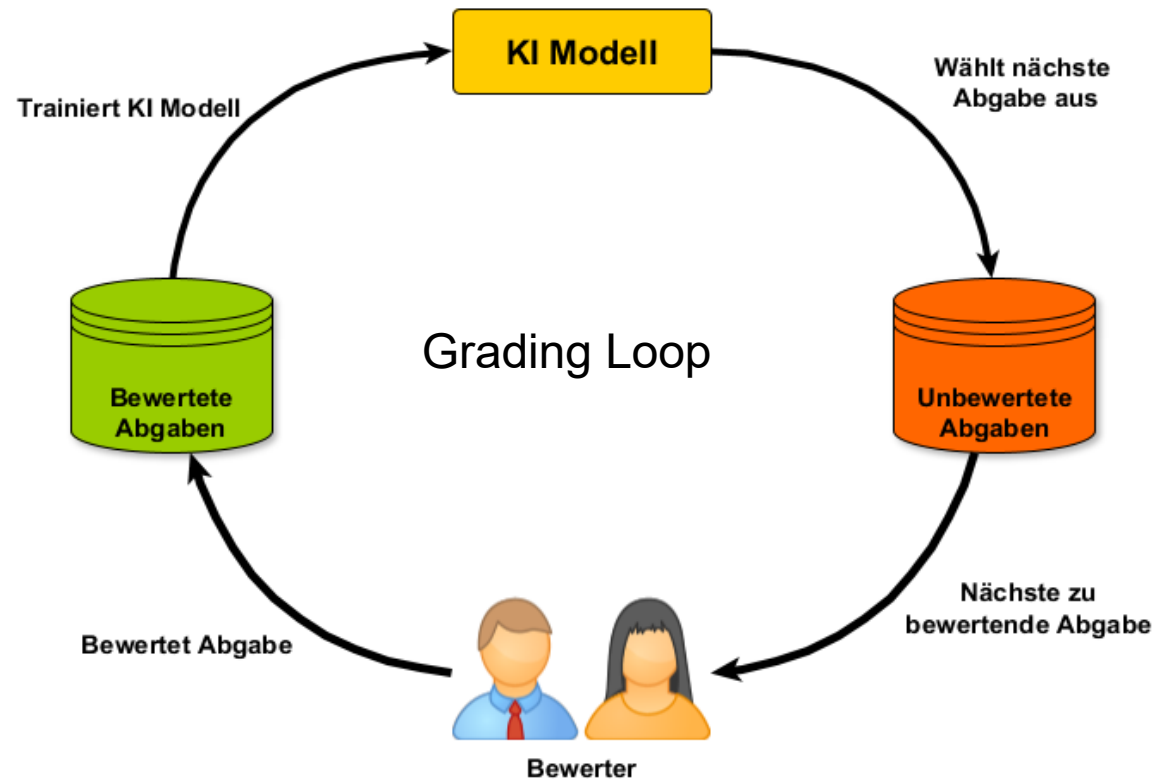 KI Modell
Wählt nächste
Abgabe aus
Trainiert KI Modell
Grading Loop
Bewertete
Abgaben
Unbewertete
Abgaben
Nächste zu
bewertende Abgabe
Bewertet Abgabe
Bewerter